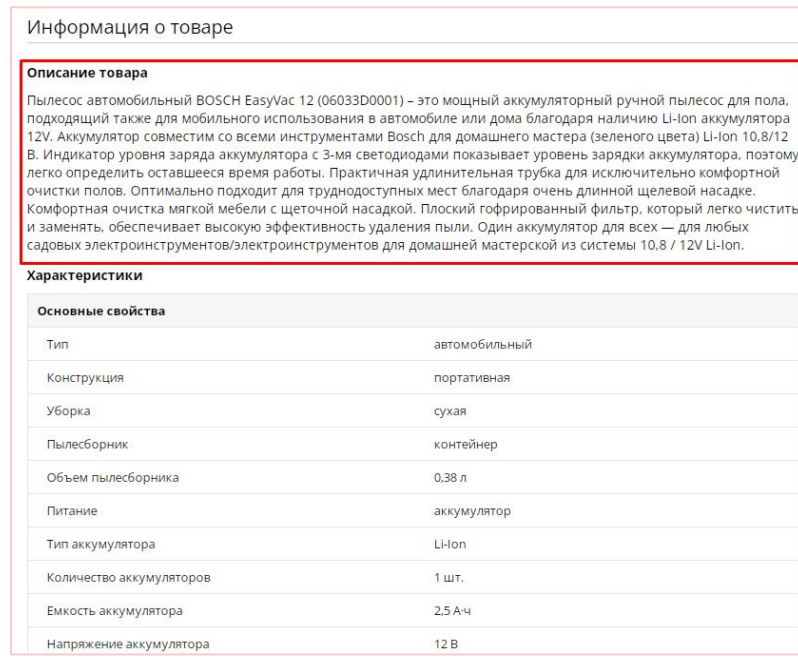 Информация о товаре
Описание товара
Пылесос автомобильный BOSCH EasyVac 12 (06033D0001) – это мощный аккумуляторный ручной пылесос для пола,
подходящий также для мобильного использования в автомобиле или дома благодаря наличию Li-Ion аккумулятора
12V. Аккумулятор совместим со всеми инструментами Bosch для домашнего мастера (зеленого цвета) Li-Ion 10,8/12
В. Индикатор уровня заряда аккумулятора с 3-мя светодиодами показывает уровень зарядки аккумулятора, поэтому
легко определить оставшееся время работы. Практичная удлинительная трубка для исключительно комфортной
очистки полов. Оптимально подходит для труднодоступных мест благодаря очень длинной щелевой насадке.
Комфортная очистка мягкой мебели с щеточной насадкой. Плоский гофрированный фильтр, который легко чистить
и заменять, обеспечивает высокую эффективность удаления пыли. Один аккумулятор для всех — для любых
садовых электроинструментов/электроинструментов для домашней мастерской из системы 10,8 / 12V Li-Ion.
Характеристики
Основные свойства
Тип автомобильный
Конструкция портативная
Уборка сухая
Пылесборник контейнер
Объем пылесборника 0,38 л
Питание аккумулятор
Тип аккумулятора Li-Ion
Количество аккумуляторов 1 шт.
Емкость аккумулятора 2,5 А·ч
Напряжение аккумулятора 12 В